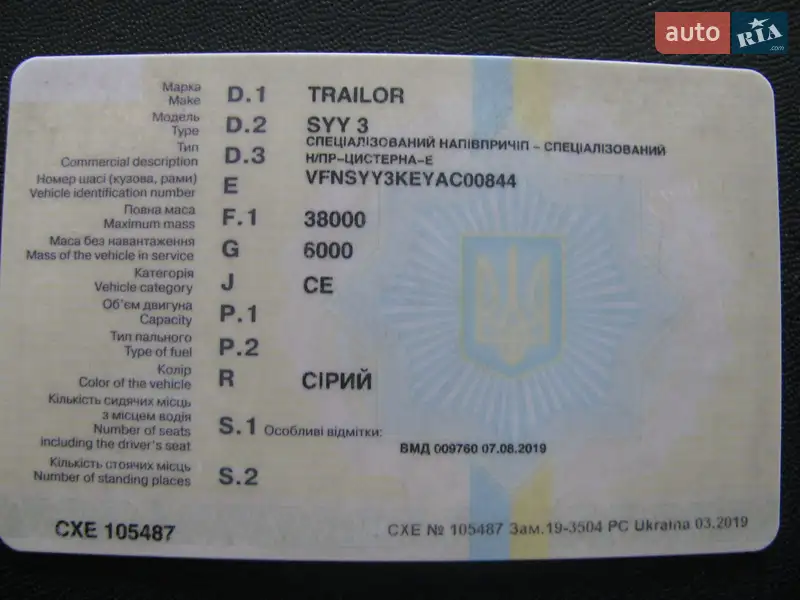 auto RIA.com
Марка
Make D.1 TRAILOR
Модель
Type D.2 SYY 3
Тип
Commercial description D.3 СПЕЦІАЛІЗОВАНИЙ НАПІВПРИЧІП – СПЕЦІАЛІЗОВАНИЙ
Н/ПР-ЦИСТЕРНА-Е
Номер шасі (кузова, рами)
Vehicle identification number E VFNSYY3KEYAC00844
Повна маса
Maximum mass F.1 38000
Маса без навантаження
Mass of the vehicle in service G 6000
Категорія
Vehicle category J CE
Об'єм двигуна
Capacity P.1
Тип пального
Type of fuel P.2
Колір
Color of the vehicle R СІРИЙ
Кількість сидячих місць
з місцем водія
Number of seats
including the driver's seat S.1 Особливі відмітки:
ВМД 009760 07.08.2019
Кількість стоячих місць
Number of standing places S.2
CXE 105487
CXE № 105487 Зам.19-3504 PC Ukraina 03.2019